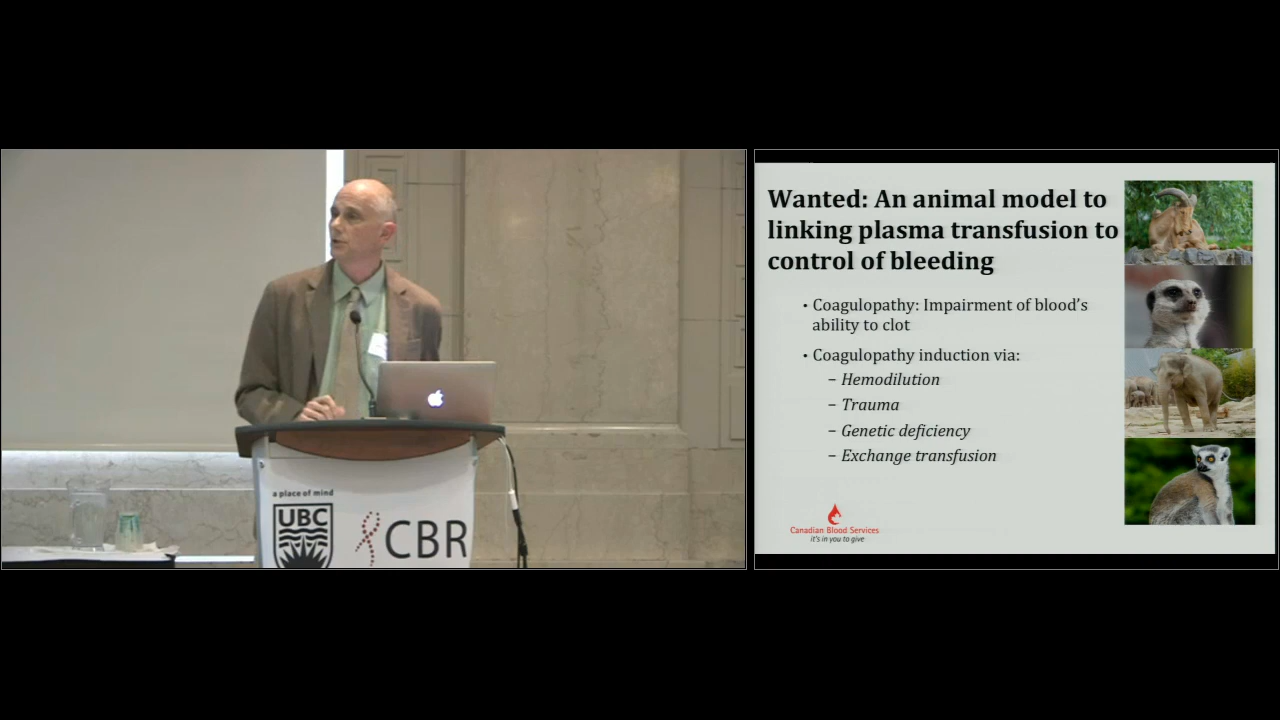 a place of mind
UBC
CBR
Wanted: An animal model to
linking plasma transfusion to
control of bleeding
• Coagulopathy: Impairment of blood's
ability to clot
• Coagulopathy induction via:
– Hemodilution
– Trauma
– Genetic deficiency
– Exchange transfusion
Canadian Blood Services
it's in you to give